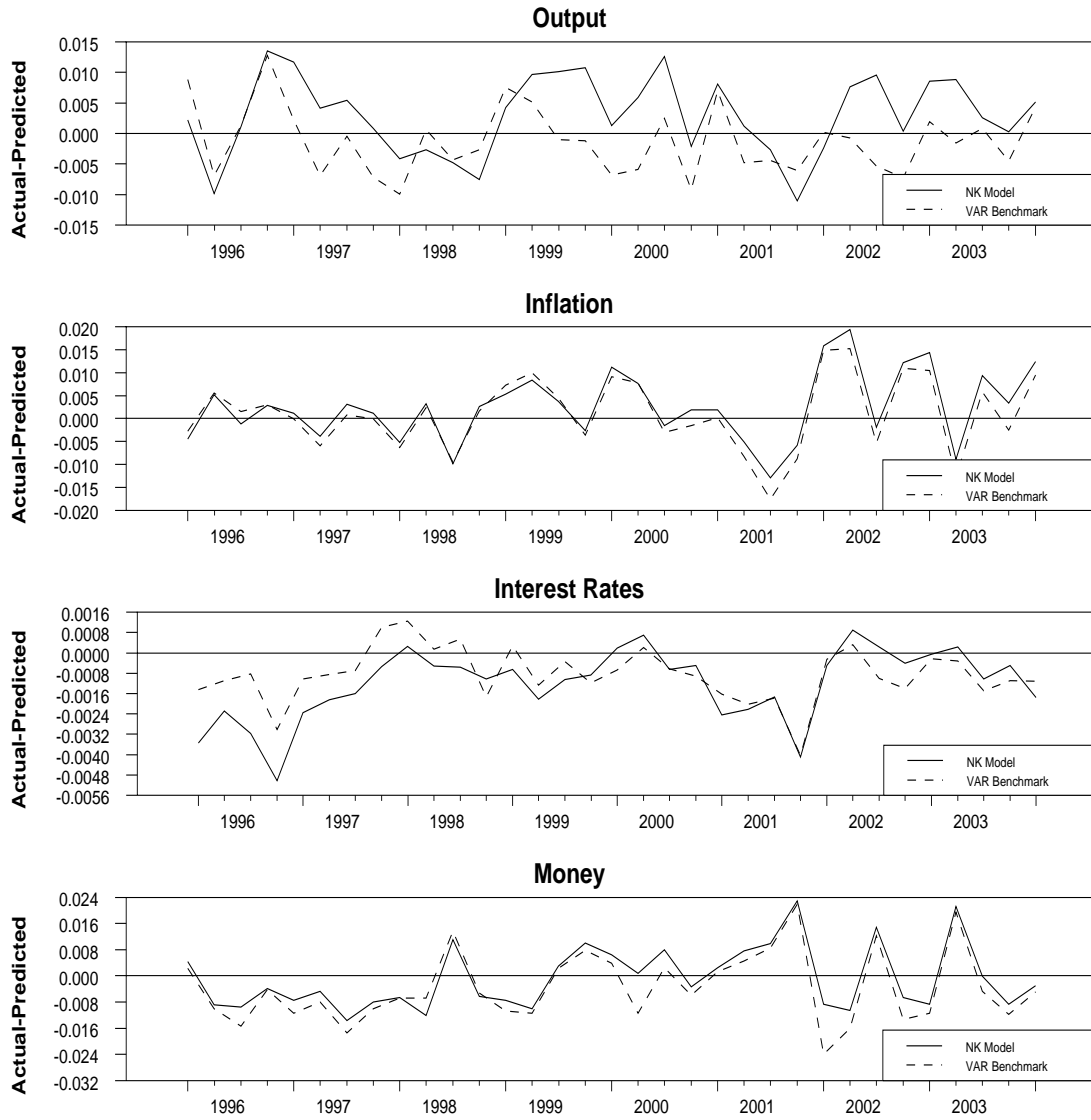 Output
Actual-Predicted
0.015
0.010
0.005
0.000
-0.005
-0.010
-0.015
NK Model
VAR Benchmark
1996 1997 1998 1999 2000 2001 2002 2003
Inflation
Actual-Predicted
0.020
0.015
0.010
0.005
0.000
-0.005
-0.010
-0.015
-0.020
NK Model
VAR Benchmark
1996 1997 1998 1999 2000 2001 2002 2003
Interest Rates
Actual-Predicted
0.0016
0.0008
0.0000
-0.0008
-0.0016
-0.0024
-0.0032
-0.0040
-0.0048
-0.0056
NK Model
VAR Benchmark
1996 1997 1998 1999 2000 2001 2002 2003
Money
Actual-Predicted
0.024
0.016
0.008
0.000
-0.008
-0.016
-0.024
-0.032
NK Model
VAR Benchmark
1996 1997 1998 1999 2000 2001 2002 2003